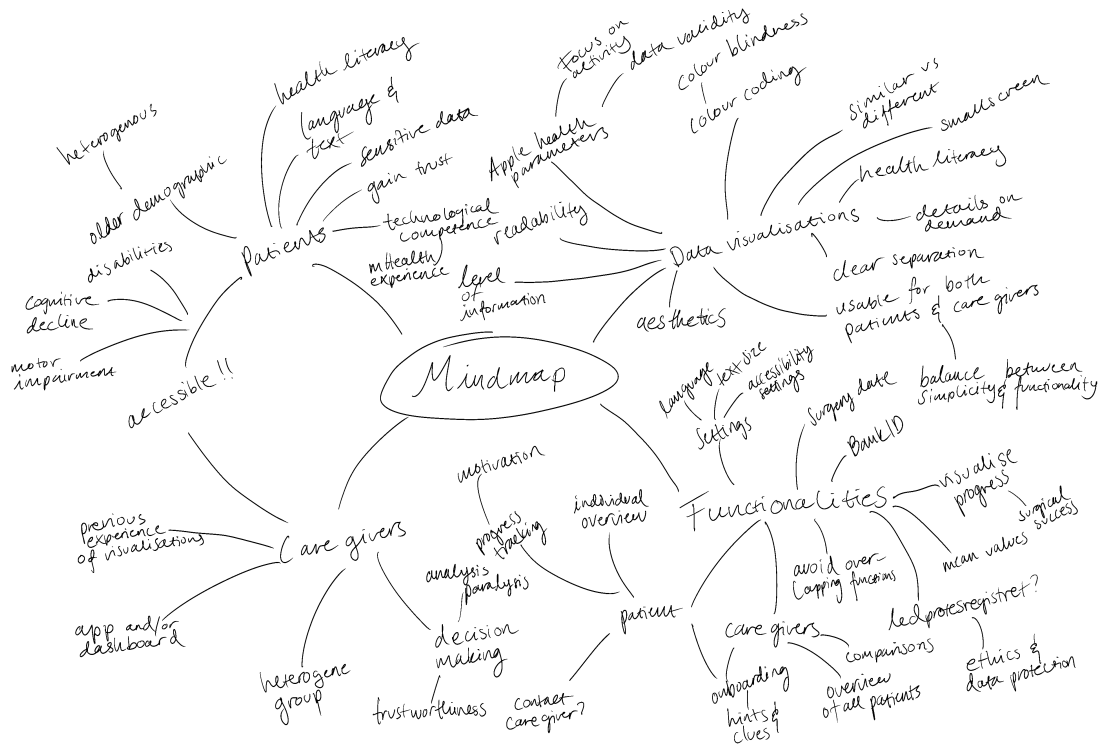 Mindmap
Patients
heterogenous
older demographic
health literacy
language &
text
sensitive data
gain trust
technological
competence
mHealth
experience
disabilities
cognitive
decline
motor
impairment
accessible !!
Data visualisations
Focus on
activity
data validity
Apple health
parameters
readability
level
of
information
aesthetics
colour blindness
colour coding
similar vs
different
small screen
health literacy
details on
demand
clear separation
usable for both
patients & care givers
balance between
simplicity & functionality
Care givers
previous
experience
of visualisations
app and/or
dashboard
heterogene
group
decision
making
analysis
paralysis
trustworthiness
Functionalities
language
text size
accessibility
settings
settings
surgery date
BankID
visualise
progress
surgical
success
mean values
ledprotesregistret?
ethics &
data protection
avoid over-
lapping functions
care givers
comparisons
overview
of all patients
onboarding
hints &
clues
patient
individual
overview
progress
tracking
motivation
contact
care giver?